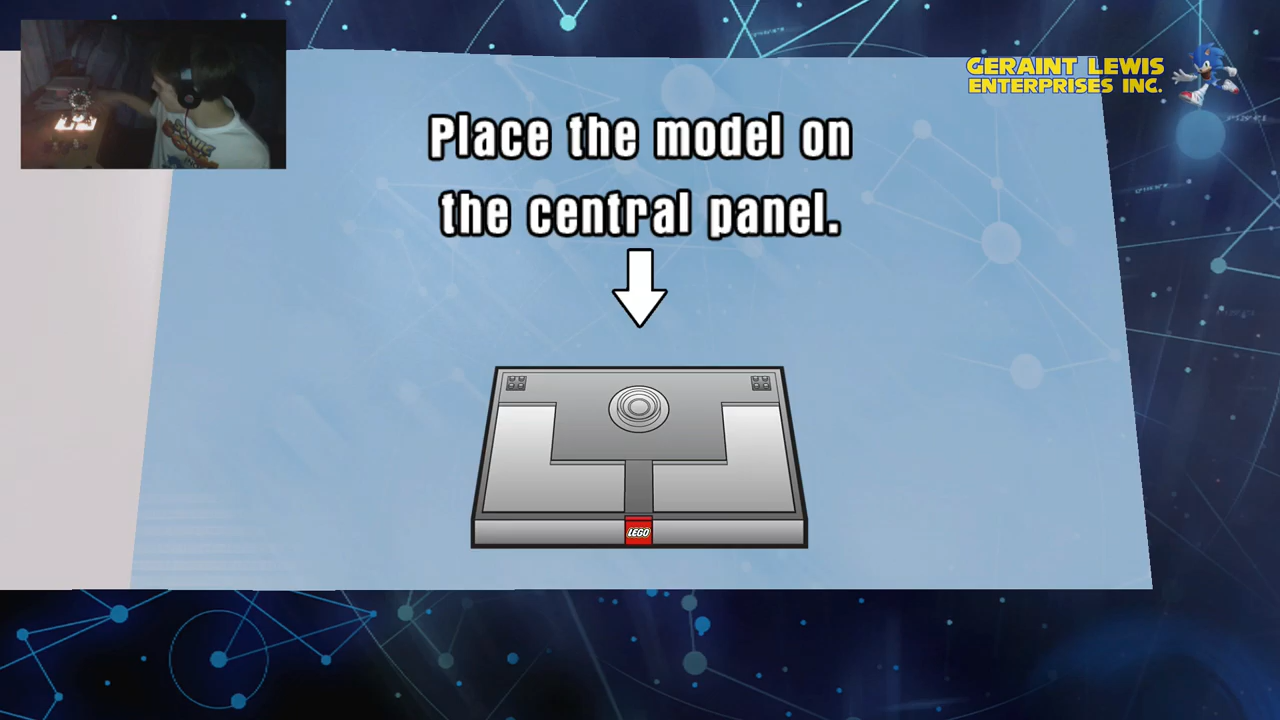 GERAINT LEWIS
ENTERPRISES INC.
Place the model on
the central panel.
LEGO